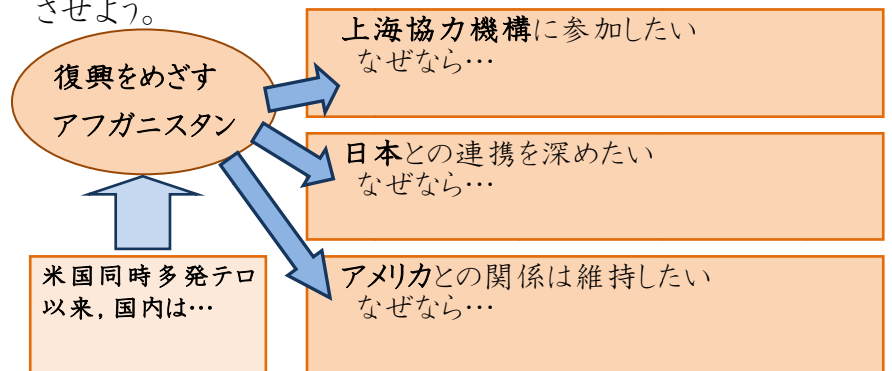 させよう。
復興をめざす
アフガニスタン
上海協力機構に参加したい
なぜなら…
日本との連携を深めたい
なぜなら…
アメリカとの関係は維持したい
なぜなら…
米国同時多発テロ
以来，国内は…